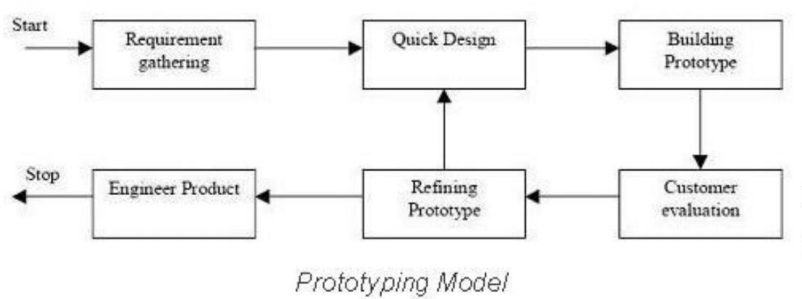 Start
Requirement
gathering
Quick Design
Building
Prototype
Stop
Engineer Product
Refining
Prototype
Customer
evaluation
Prototyping Model